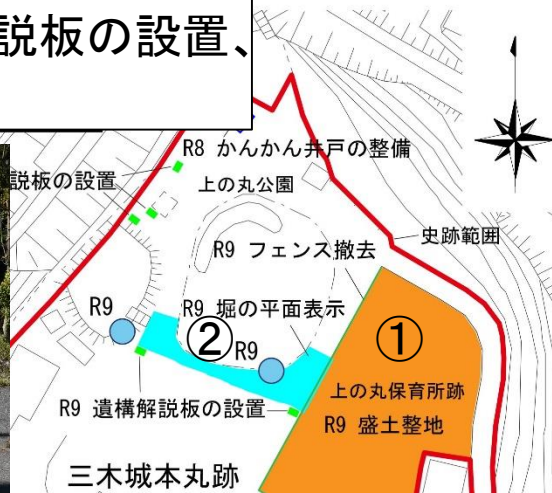 説板の設置、
R8 かんかん井戸の整備
説板の設置
上の丸公園
史跡範囲
R9 フェンス撤去
R9
R9 堀の平面表示
②
R9
①
上の丸保育所跡
R9 遺構解説板の設置
R9 盛土整地
三木城本丸跡